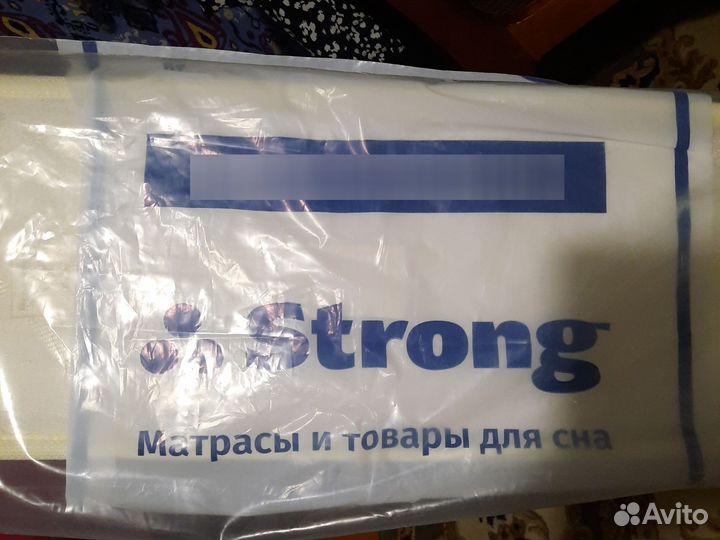 Strong
Матрасы и товары для сна
Avito